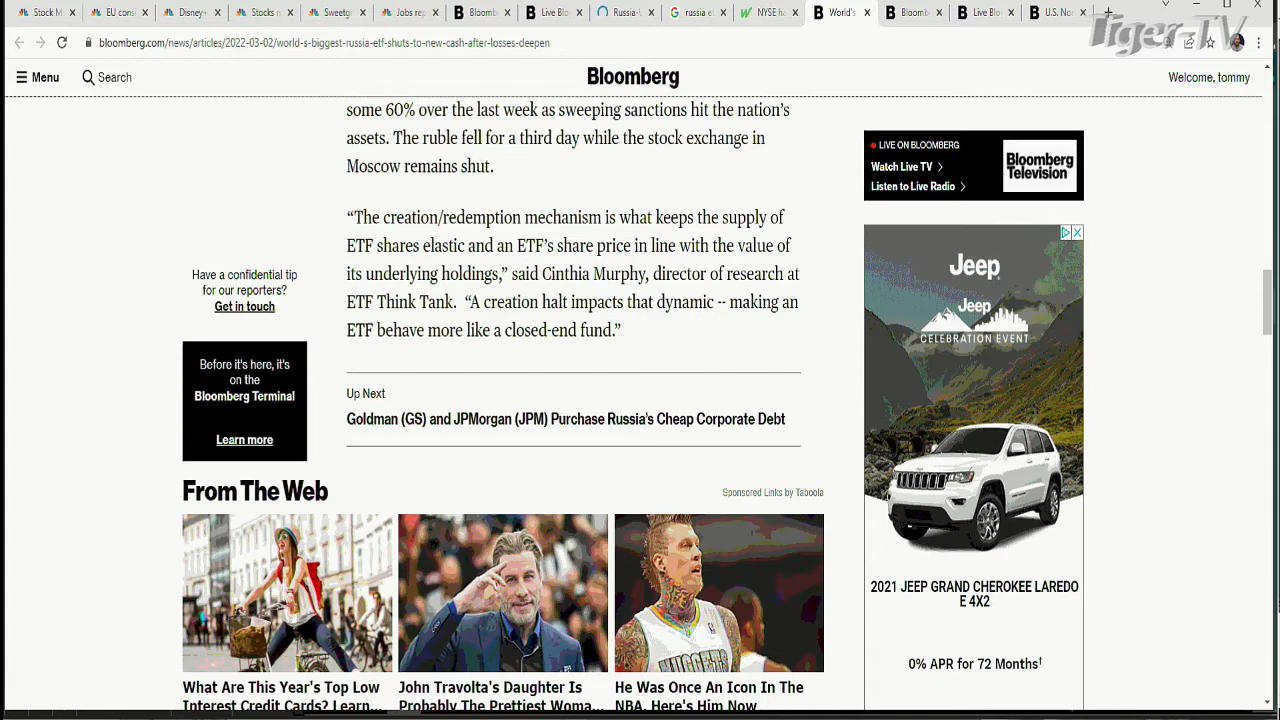 Stock M
EU cons
Disney+
Stocks r
Sweetg
Jobs rep
Bloomb
Live Blo
Russia-U
russia e
NYSE ha
World's
Bloomb
Live Blo
U.S. Nor
Tiger-TV
bloomberg.com/news/articles/2022-03-02/world-s-biggest-russia-etf-shuts-to-new-cash-after-losses-deepen
Menu
Search
Bloomberg
Welcome, tommy
some 60% over the last week as sweeping sanctions hit the nation’s
assets. The ruble fell for a third day while the stock exchange in
Moscow remains shut.
“The creation/redemption mechanism is what keeps the supply of
ETF shares elastic and an ETF’s share price in line with the value of
its underlying holdings,” said Cinthia Murphy, director of research at
ETF Think Tank. “A creation halt impacts that dynamic -- making an
ETF behave more like a closed-end fund.”
Have a confidential tip
for our reporters?
Get in touch
Before it's here, it's
on the
Bloomberg Terminal
Learn more
Up Next
Goldman (GS) and JPMorgan (JPM) Purchase Russia’s Cheap Corporate Debt
LIVE ON BLOOMBERG
Watch Live TV
Listen to Live Radio
Bloomberg
Television
Jeep
Jeep
CELEBRATION EVENT
2021 JEEP GRAND CHEROKEE LAREDO
E 4X2
0% APR for 72 Months†
From The Web
Sponsored Links by Taboola
NUGGETS
What Are This Year's Top Low
Interest Credit Cards? Learn...
John Travolta's Daughter Is
Probably The Prettiest Woma...
He Was Once An Icon In The
NBA. Here's Him Now